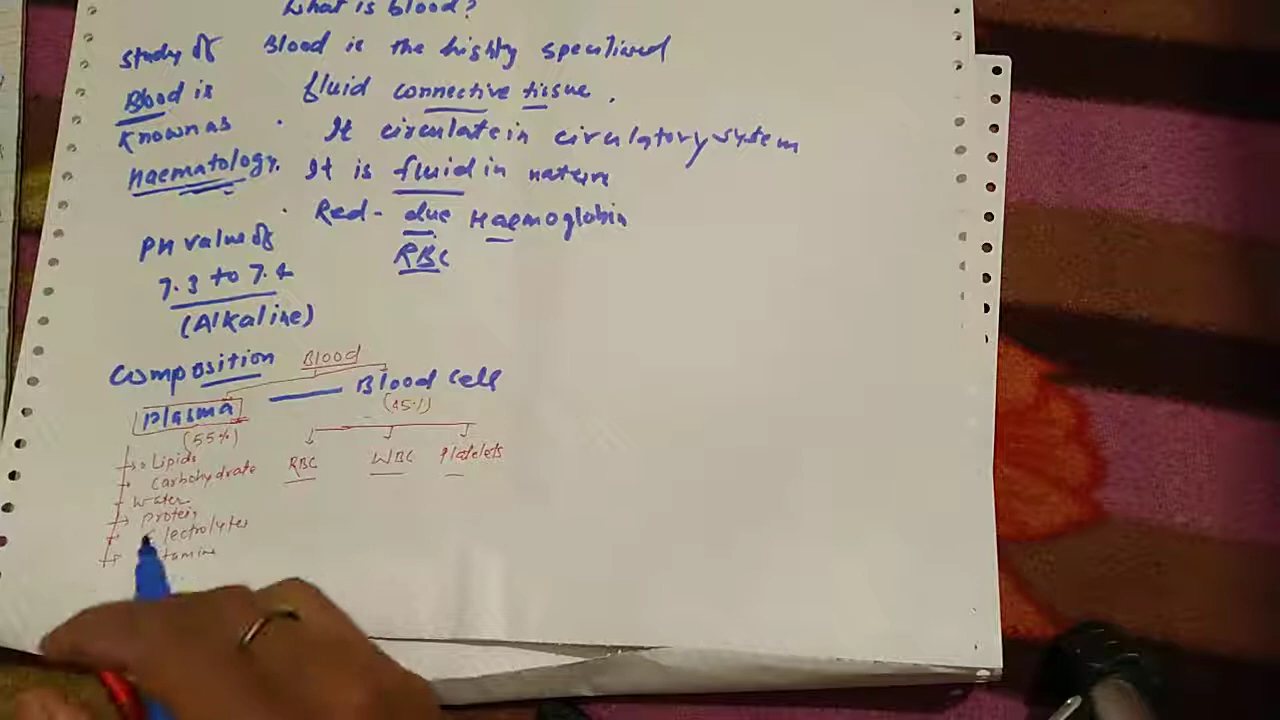 What is blood?
Study of
Blood is
Known as
Haematology.
Blood is the highly specilized
fluid connective tissue.
It circulate in circulatory system
It is fluid in nature
Red - due Haemoglobin
RBC
PH value of
7.3 to 7.4
(Alkaline)
Composition
Blood
Plasma
(55%)
Blood cell
(45%)
Lipids
Carbohydrate
Water
Protein
Electrolytes
RBC
WBC
Platelets